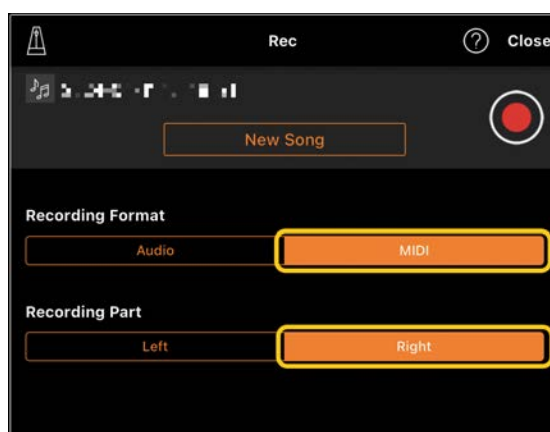 Rec
? Close
New Song
Recording Format
Audio MIDI
Recording Part
Left Right